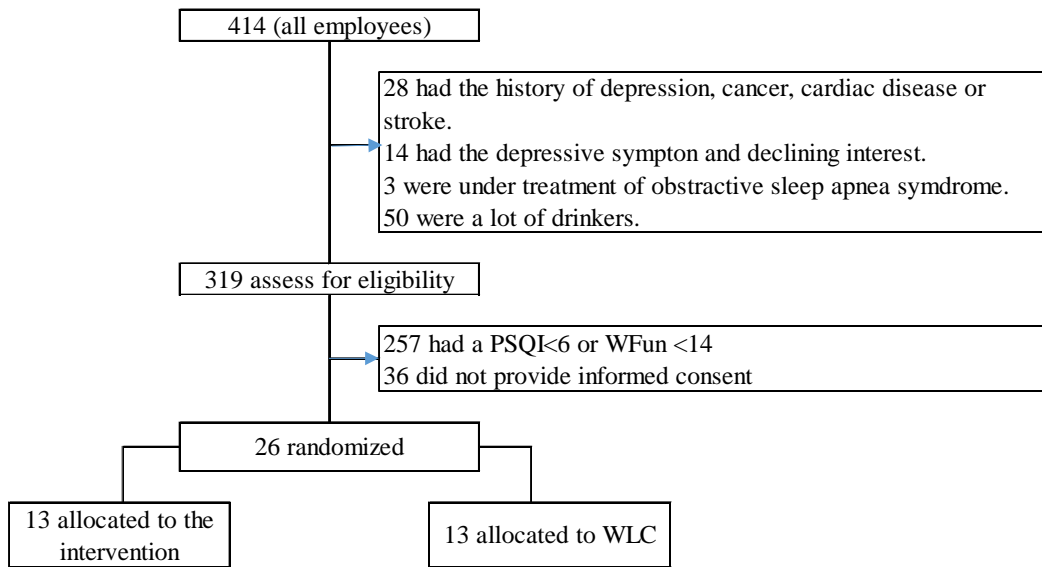 414 (all employees)
28 had the history of depression, cancer, cardiac disease or
stroke.
14 had the depressive sympton and declining interest.
3 were under treatment of obstractive sleep apnea symdrome.
50 were a lot of drinkers.
319 assess for eligibility
257 had a PSQI<6 or WFun <14
36 did not provide informed consent
26 randomized
13 allocated to the
intervention
13 allocated to WLC